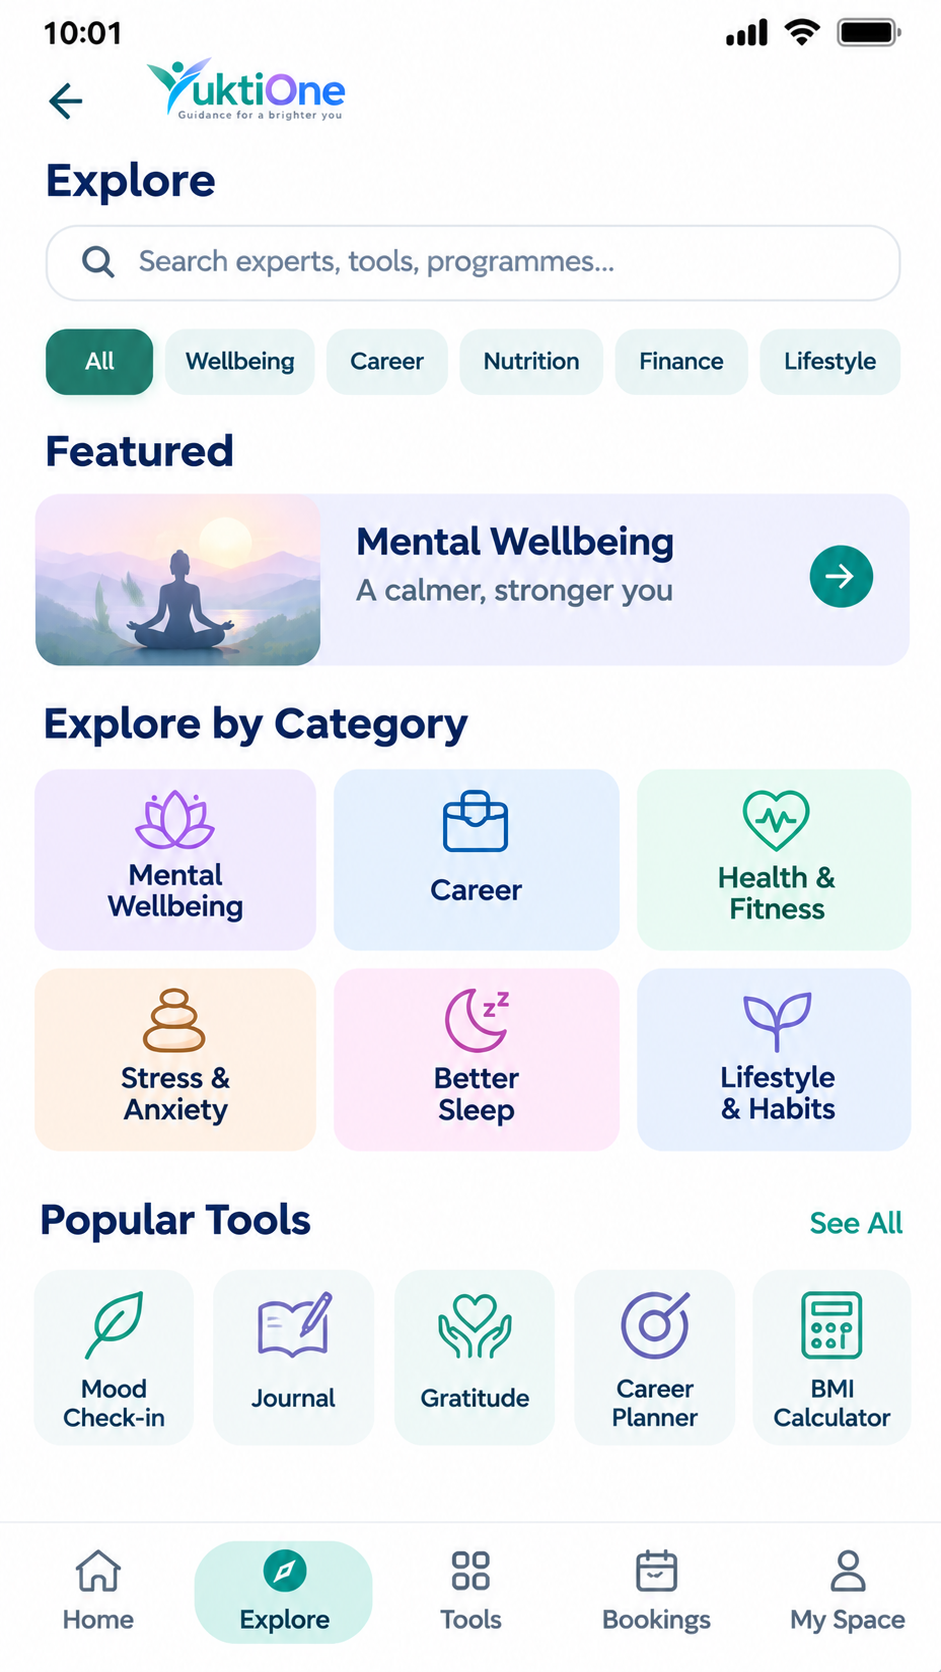 10:01
YuktiOne
Guidance for a brighter you
Explore
Search experts, tools, programmes...
All
Wellbeing
Career
Nutrition
Finance
Lifestyle
Featured
Mental Wellbeing
A calmer, stronger you
Explore by Category
Mental
Wellbeing
Career
Health &
Fitness
Stress &
Anxiety
Better
Sleep
Lifestyle
& Habits
Popular Tools
See All
Mood
Check-in
Journal
Gratitude
Career
Planner
BMI
Calculator
Home
Explore
Tools
Bookings
My Space